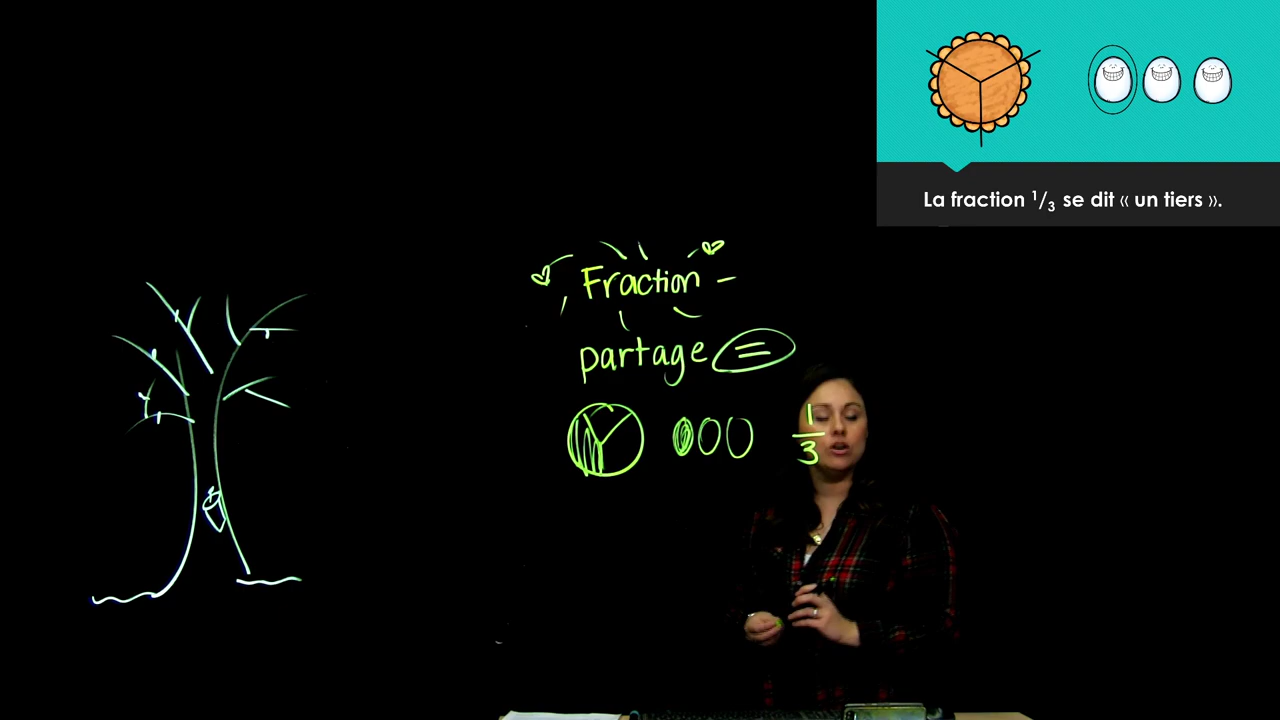 La fraction 1/3 se dit « un tiers ».
Fraction
partage =
1/3